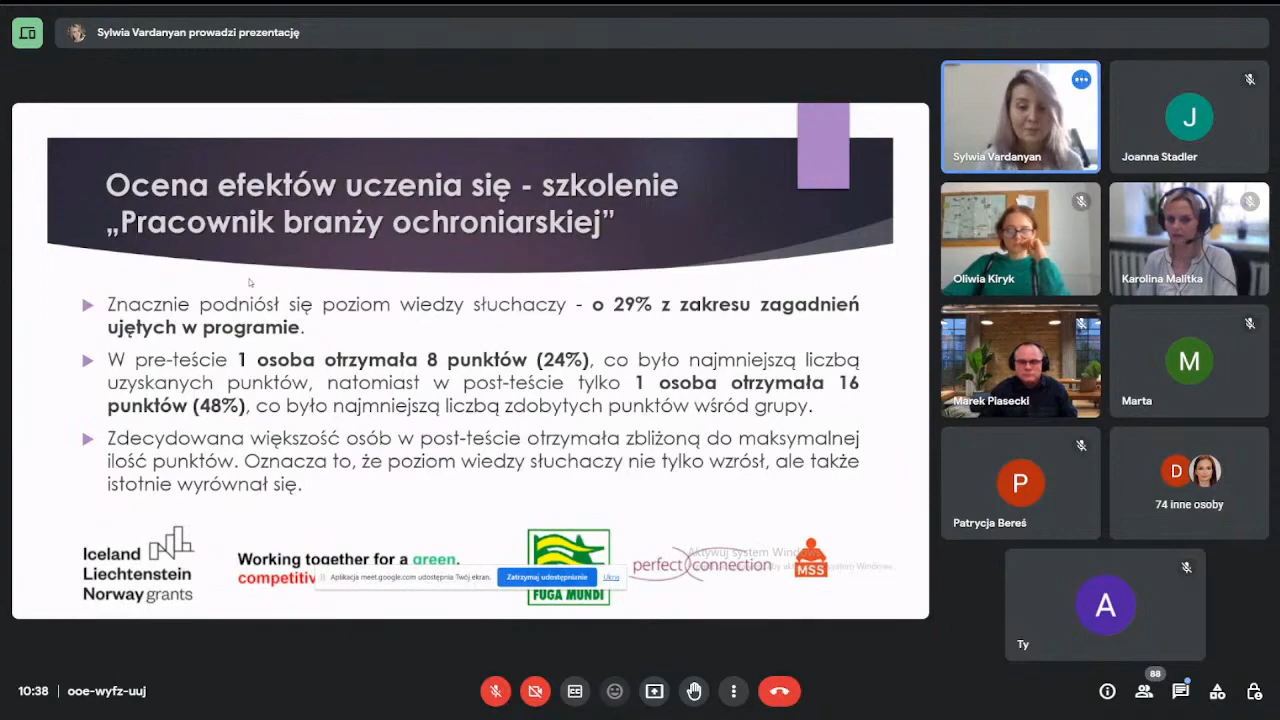 Sylwia Vardanyan prowadzi prezentację
Ocena efektów uczenia się - szkolenie
„Pracownik branży ochroniarskiej”
Znacznie podniósł się poziom wiedzy słuchaczy - o 29% z zakresu zagadnień
ujętych w programie.
W pre-teście 1 osoba otrzymała 8 punktów (24%), co było najmniejszą liczbą
uzyskanych punktów, natomiast w post-teście tylko 1 osoba otrzymała 16
punktów (48%), co było najmniejszą liczbą zdobytych punktów wśród grupy.
Zdecydowana większość osób w post-teście otrzymała zbliżoną do maksymalnej
ilość punktów. Oznacza to, że poziom wiedzy słuchaczy nie tylko wzrósł, ale także
istotnie wyrównał się.
Iceland
Liechtenstein
Norway grants
Working together for a green,
competitiv
Aplikacja meet.google.com udostępnia Twój ekran.
Zatrzymaj udostępnianie
Ukryj
FUGA MUNDI
perfect connection
Aktywuj system Windows
MSS
Sylwia Vardanyan
J
Joanna Stadler
Oliwia Kiryk
Karolina Malitka
Marek Piasecki
M
Marta
P
Patrycja Bereś
D
74 inne osoby
A
Ty
10:38
ooe-wyfz-uuj
88